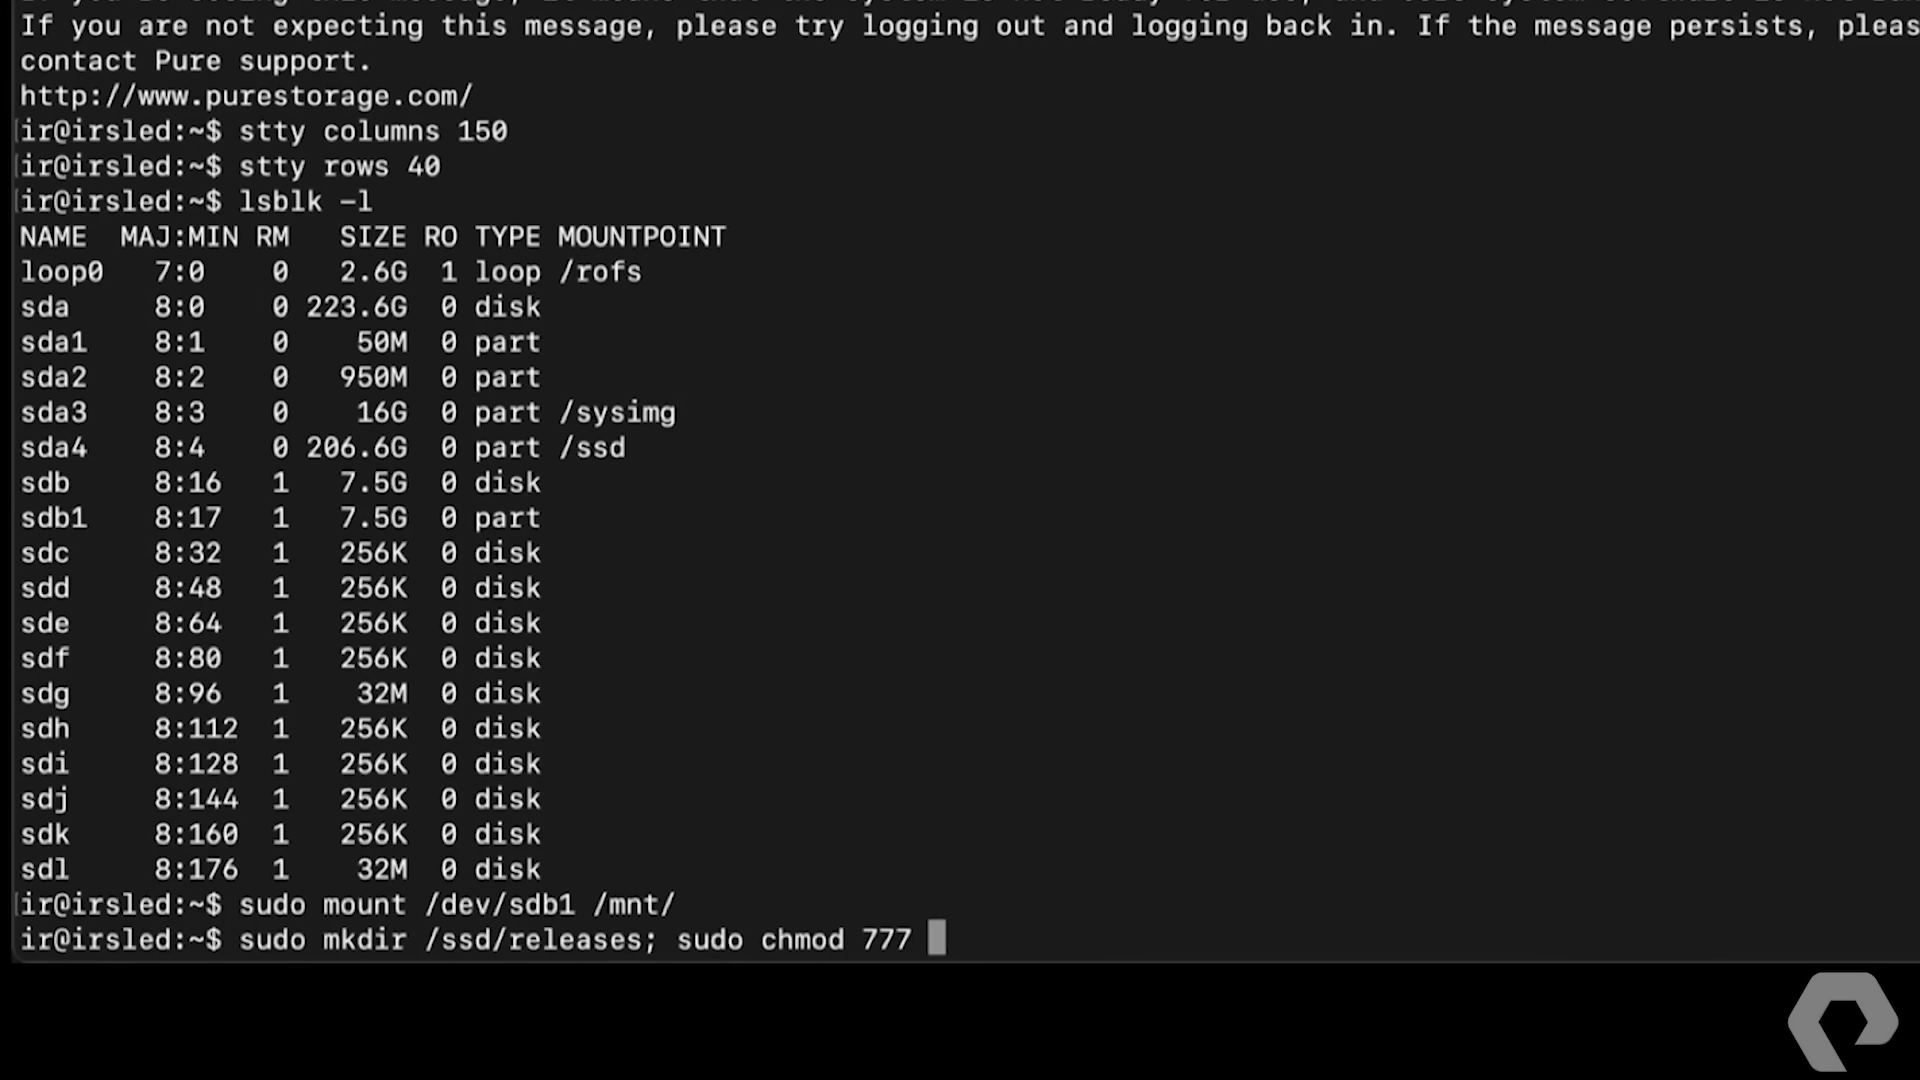 If you are not expecting this message, please try logging out and logging back in. If the message persists, pleas
contact Pure support.
http://www.purestorage.com/
ir@irsled:~$ stty columns 150
ir@irsled:~$ stty rows 40
ir@irsled:~$ lsblk -l
NAME MAJ:MIN RM SIZE RO TYPE MOUNTPOINT
loop0 7:0 0 2.6G 1 loop /rofs
sda 8:0 0 223.6G 0 disk
sda1 8:1 0 50M 0 part
sda2 8:2 0 950M 0 part
sda3 8:3 0 16G 0 part /sysimg
sda4 8:4 0 206.6G 0 part /ssd
sdb 8:16 1 7.5G 0 disk
sdb1 8:17 1 7.5G 0 part
sdc 8:32 1 256K 0 disk
sdd 8:48 1 256K 0 disk
sde 8:64 1 256K 0 disk
sdf 8:80 1 256K 0 disk
sdg 8:96 1 32M 0 disk
sdh 8:112 1 256K 0 disk
sdi 8:128 1 256K 0 disk
sdj 8:144 1 256K 0 disk
sdk 8:160 1 256K 0 disk
sdl 8:176 1 32M 0 disk
ir@irsled:~$ sudo mount /dev/sdb1 /mnt/
ir@irsled:~$ sudo mkdir /ssd/releases; sudo chmod 777